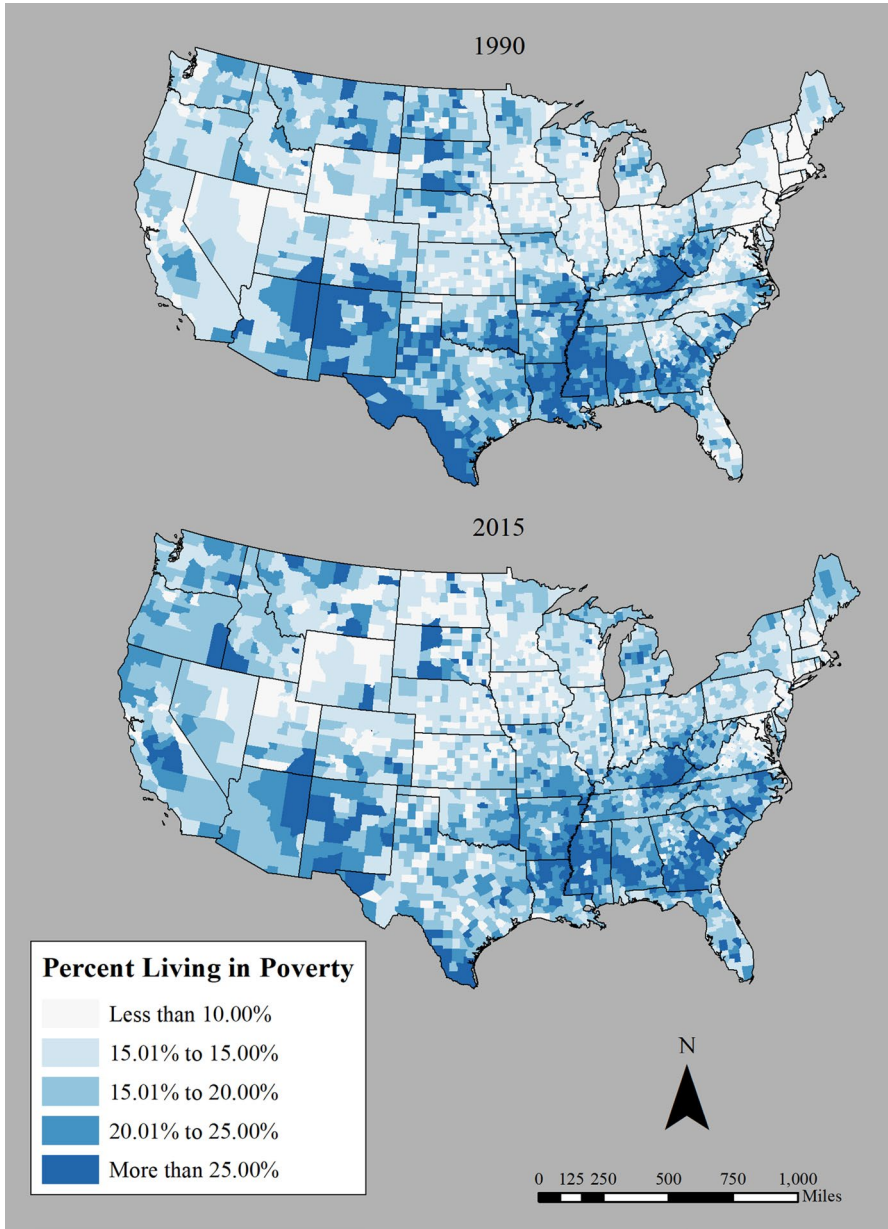 1990
2015
Percent Living in Poverty
Less than 10.00%
15.01% to 15.00%
15.01% to 20.00%
20.01% to 25.00%
More than 25.00%
N
0 125 250 500 750 1,000
Miles